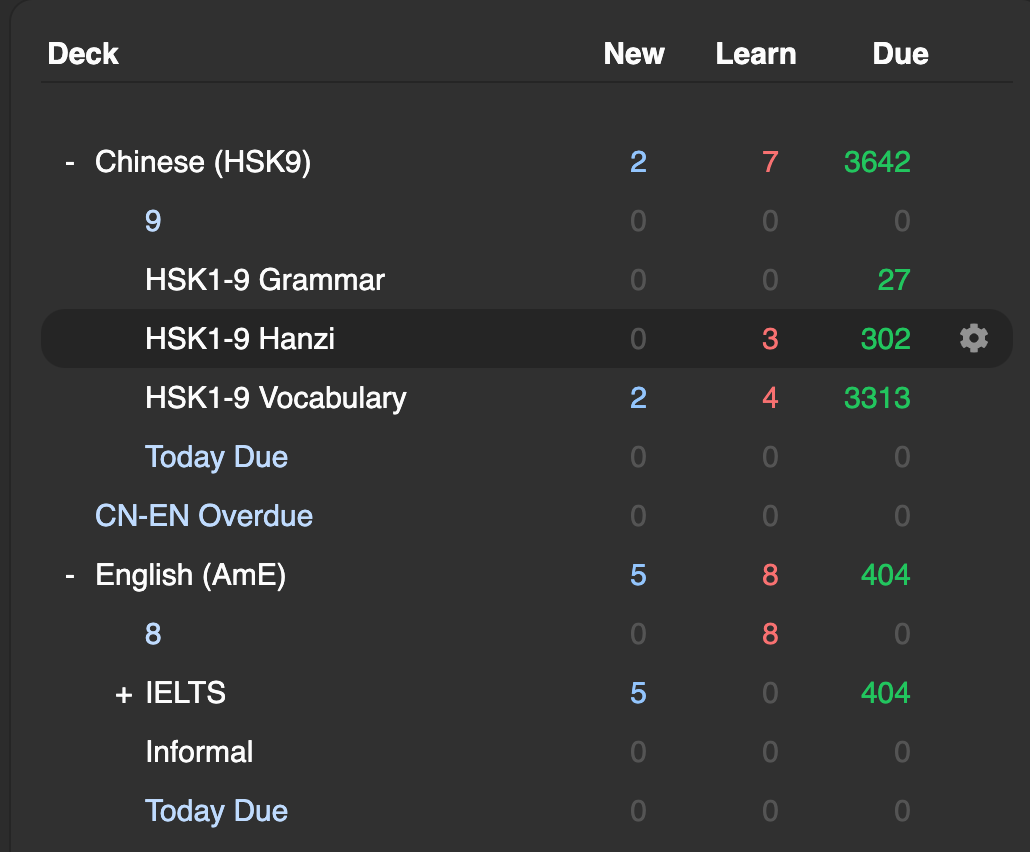 Deck New Learn Due
- Chinese (HSK9) 2 7 3642
9 0 0 0
HSK1-9 Grammar 0 0 27
HSK1-9 Hanzi 0 3 302
HSK1-9 Vocabulary 2 4 3313
Today Due 0 0 0
CN-EN Overdue 0 0 0
- English (AmE) 5 8 404
8 0 8 0
+ IELTS 5 0 404
Informal 0 0 0
Today Due 0 0 0